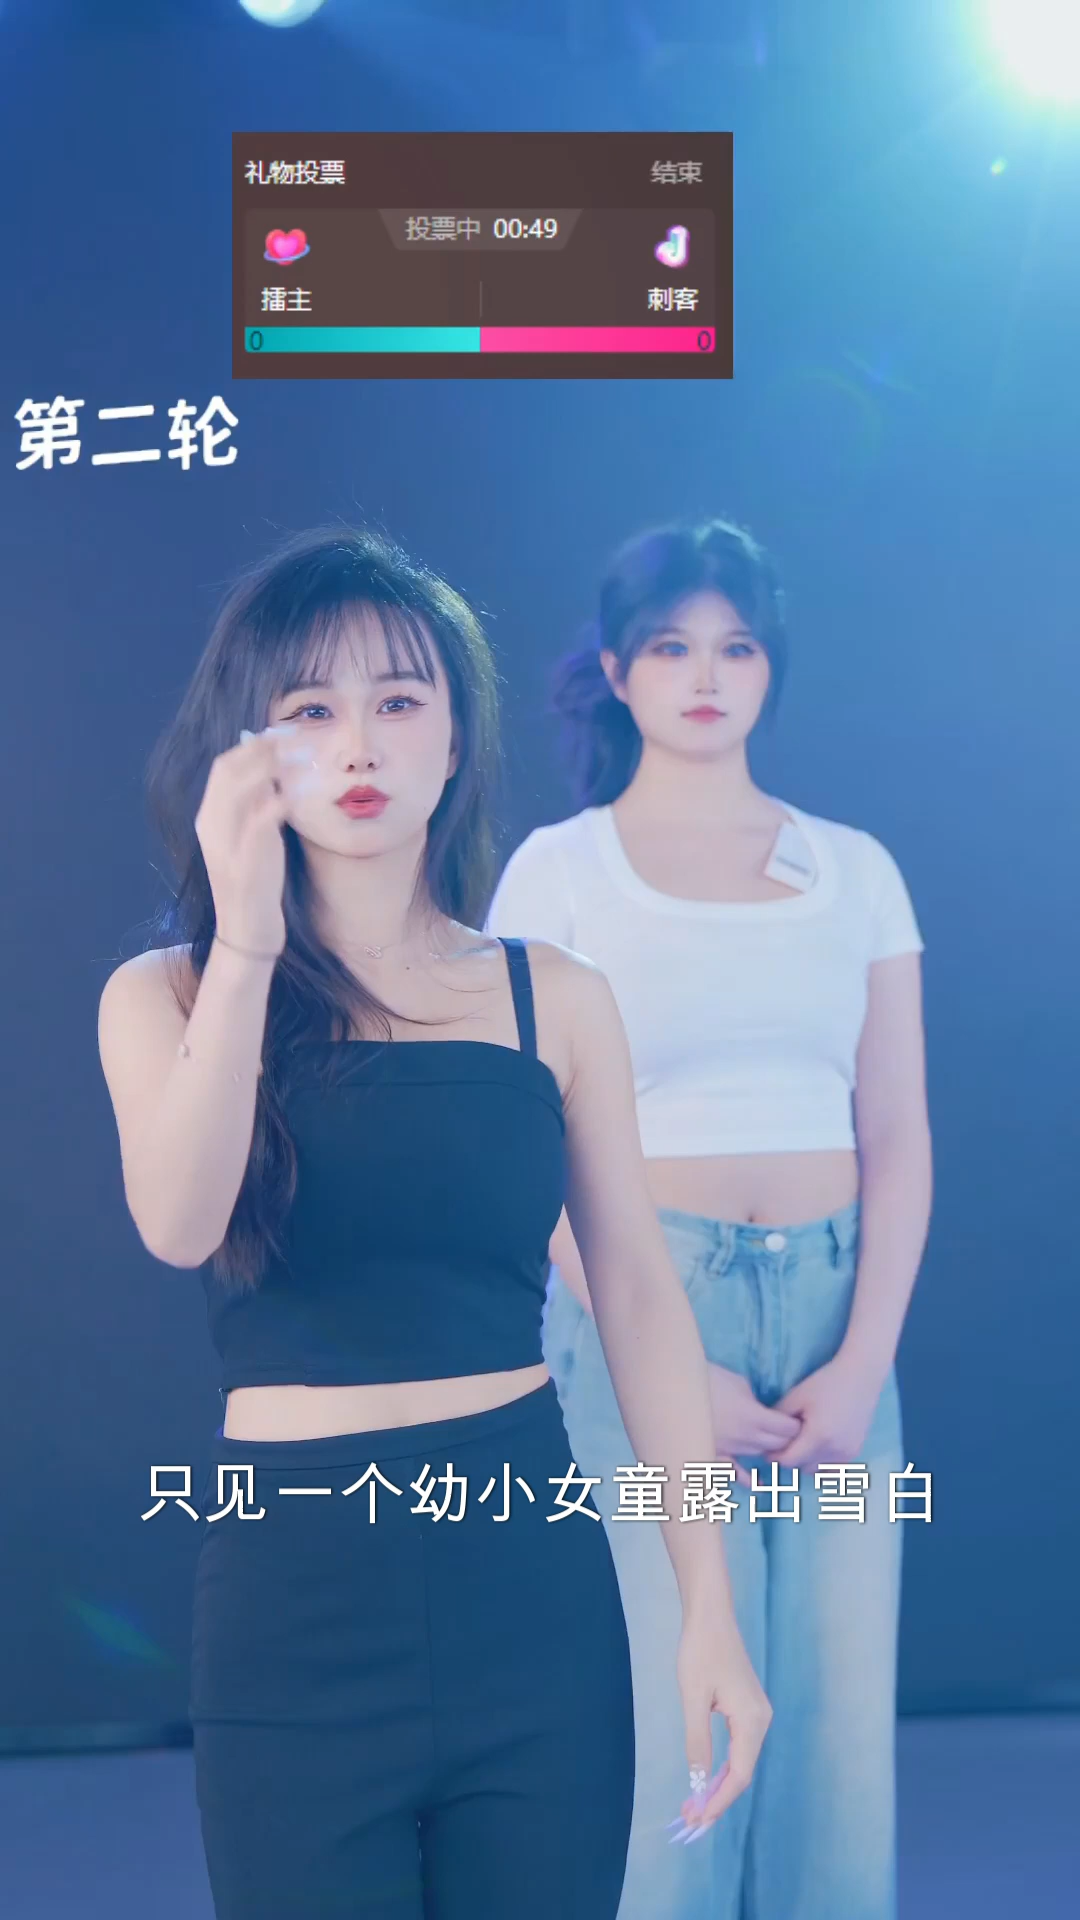 礼物投票 结束
投票中 00:49
擂主 刺客
0 0
第二轮
只见一个幼小女童露出雪白